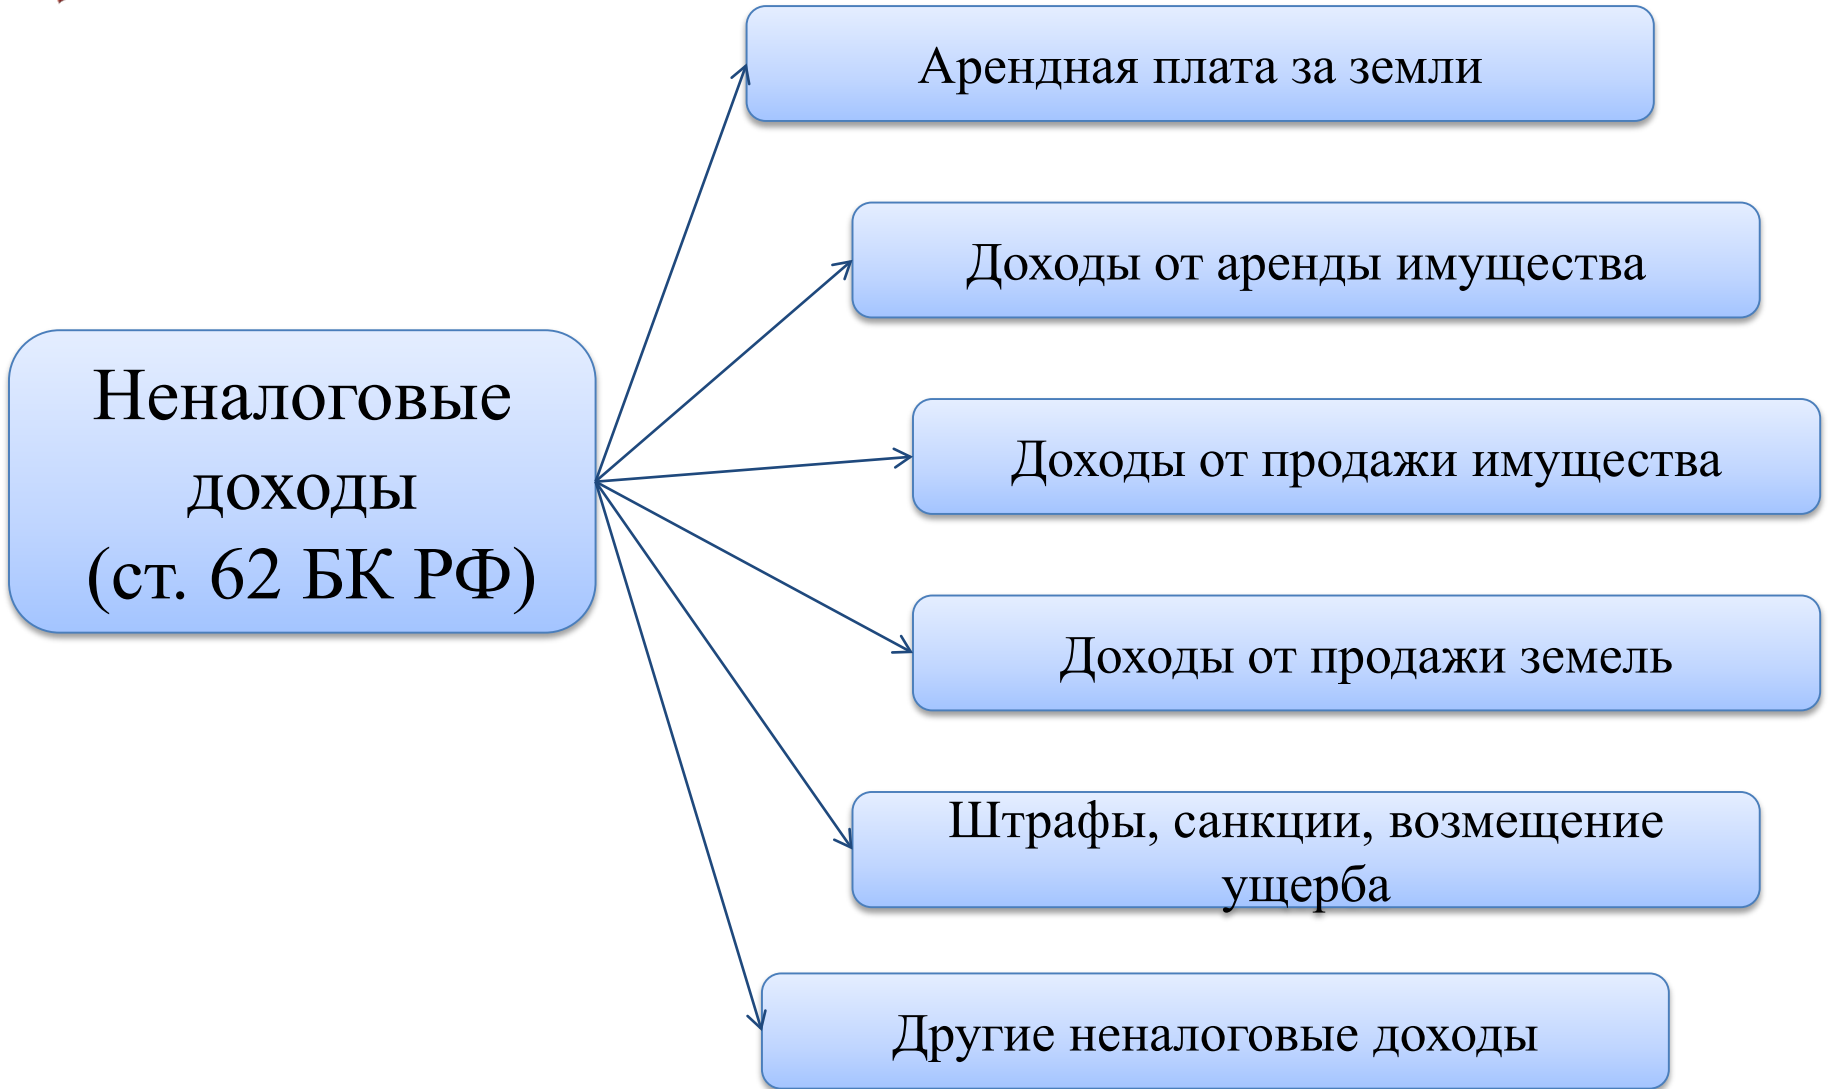 Арендная плата за земли
Доходы от аренды имущества
Неналоговые
доходы
(ст. 62 БК РФ)
Доходы от продажи имущества
Доходы от продажи земель
Штрафы, санкции, возмещение
ущерба
Другие неналоговые доходы